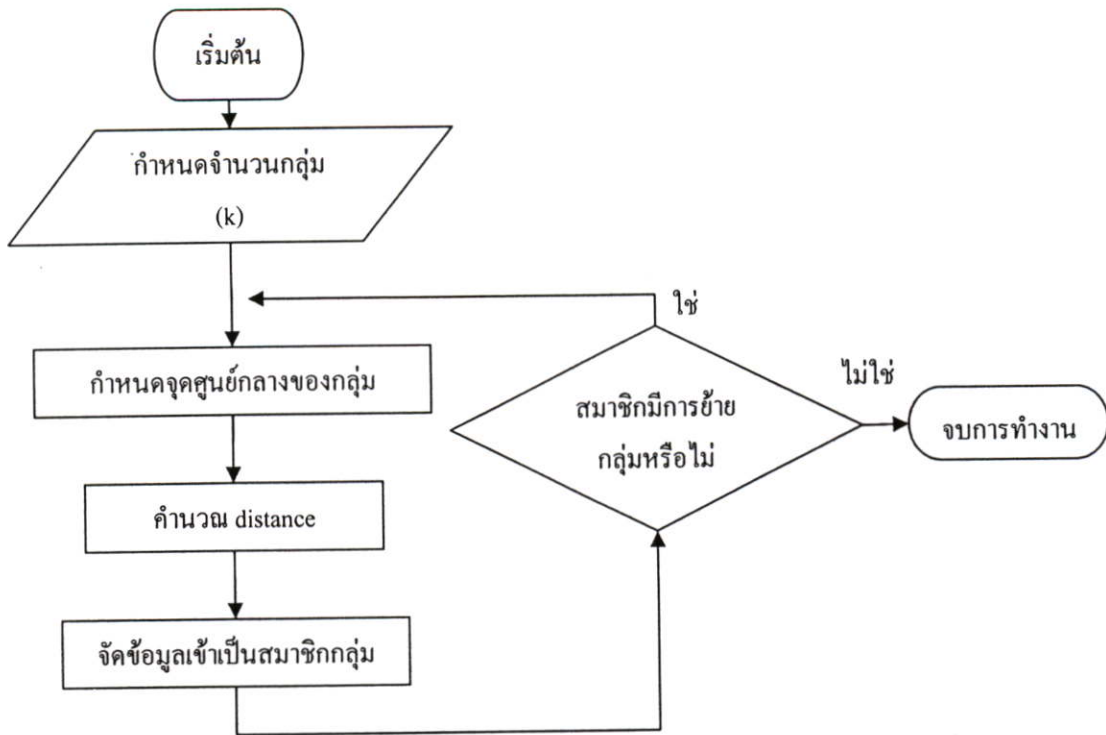 เริ่มต้น
กำหนดจำนวนกลุ่ม
(k)
กำหนดจุดศูนย์กลางของกลุ่ม
คำนวณ distance
จัดข้อมูลเข้าเป็นสมาชิกกลุ่ม
ใช่
สมาชิกมีการย้าย
กลุ่มหรือไม่
ไม่ใช่
จบการทำงาน